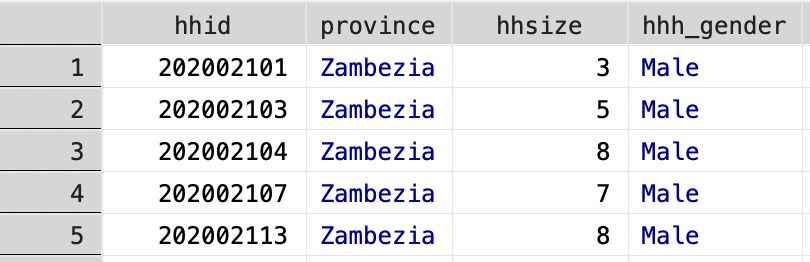 hhid province hhsize hhh_gender
1 202002101 Zambezia 3 Male
2 202002103 Zambezia 5 Male
3 202002104 Zambezia 8 Male
4 202002107 Zambezia 7 Male
5 202002113 Zambezia 8 Male